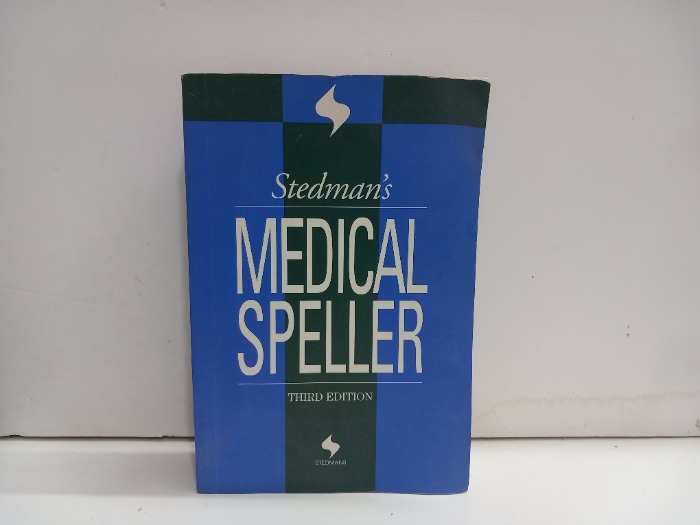 Stedman's
MEDICAL
SPELLER
THIRD EDITION
STEDMAN'S